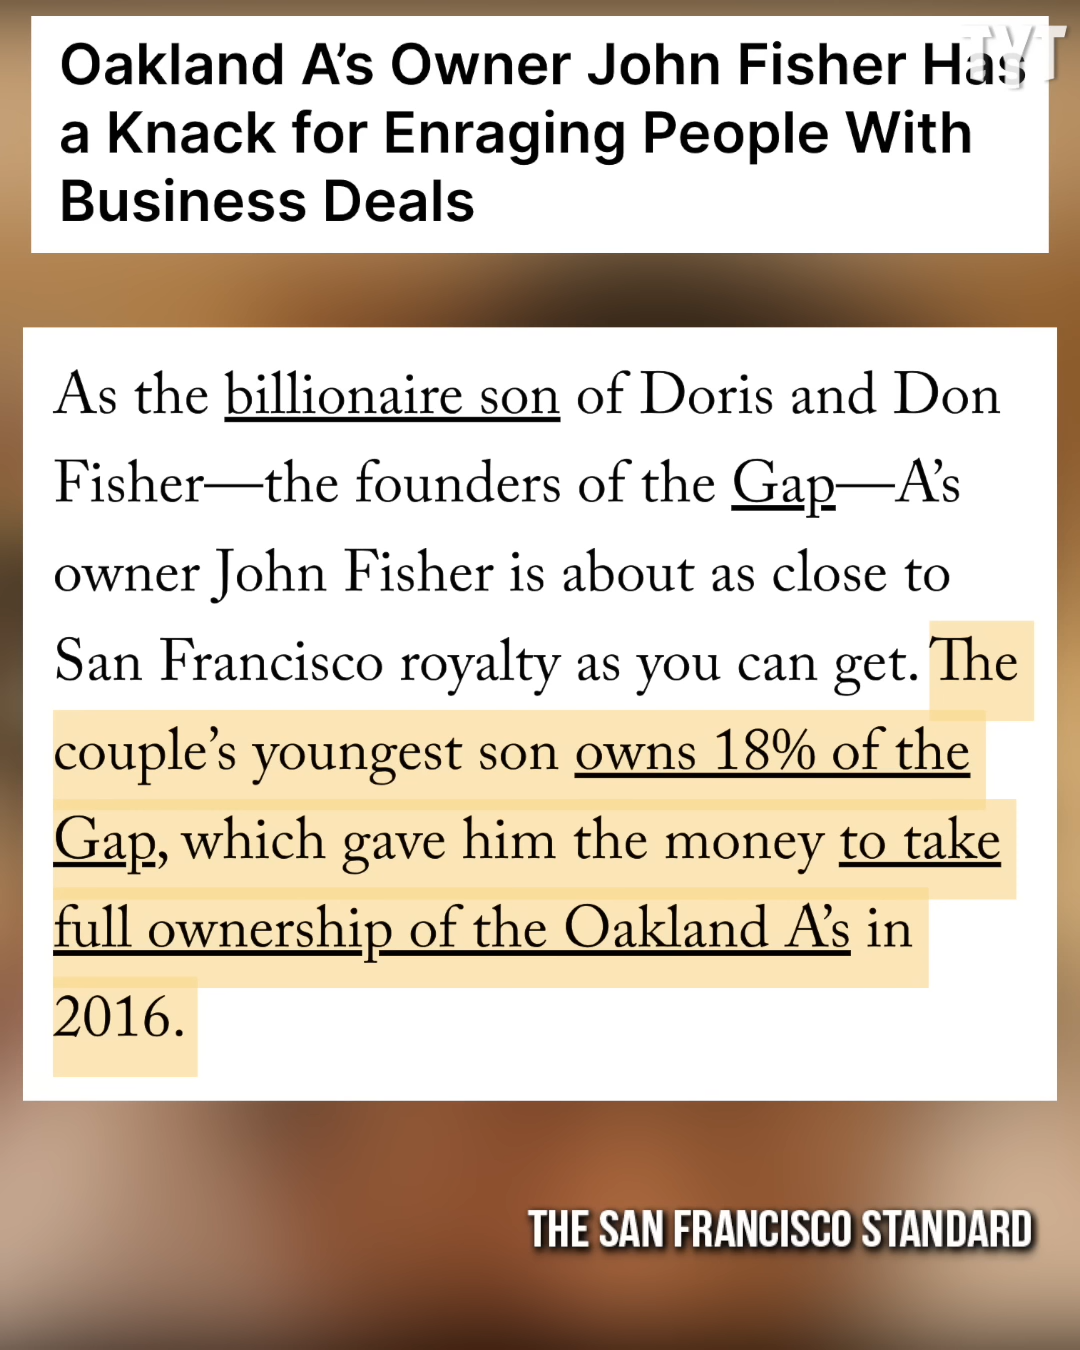 TYT
Oakland A’s Owner John Fisher Has
a Knack for Enraging People With
Business Deals
As the billionaire son of Doris and Don
Fisher—the founders of the Gap—A’s
owner John Fisher is about as close to
San Francisco royalty as you can get. The
couple’s youngest son owns 18% of the
Gap, which gave him the money to take
full ownership of the Oakland A’s in
2016.
THE SAN FRANCISCO STANDARD